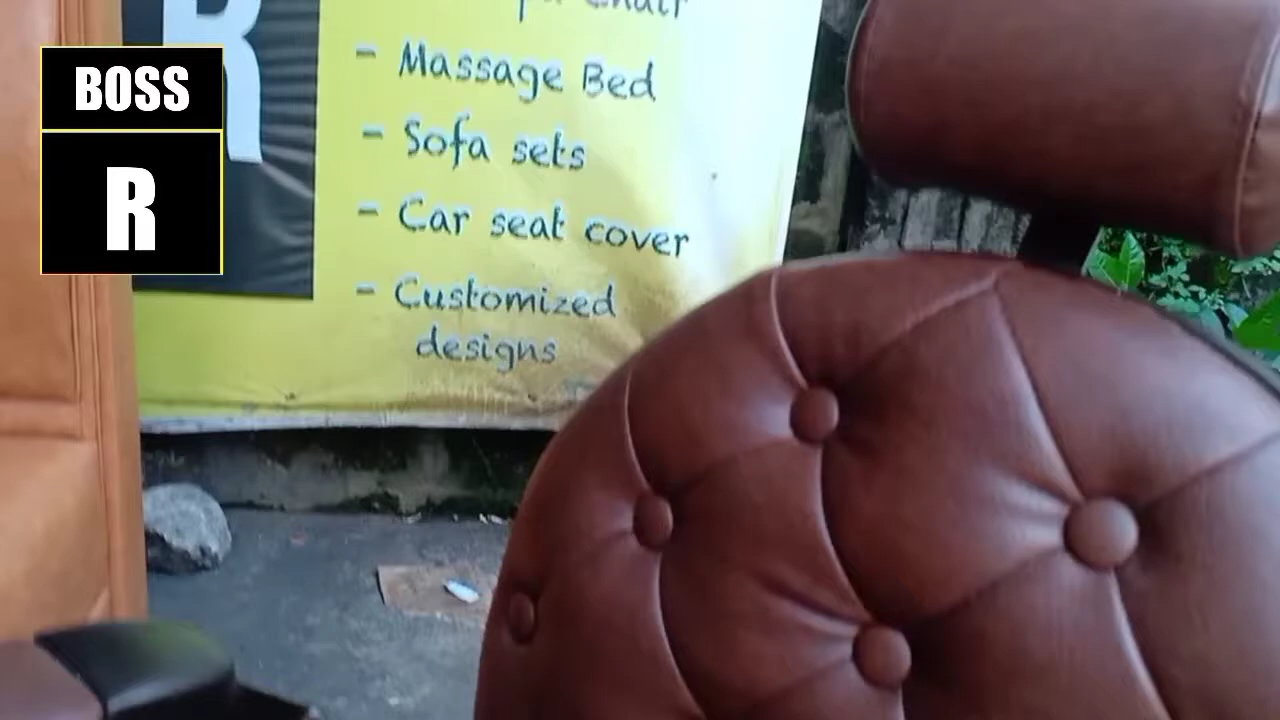 BOSS
R
R
- Massage Bed
- Sofa sets
- Car seat cover
- Customized
designs